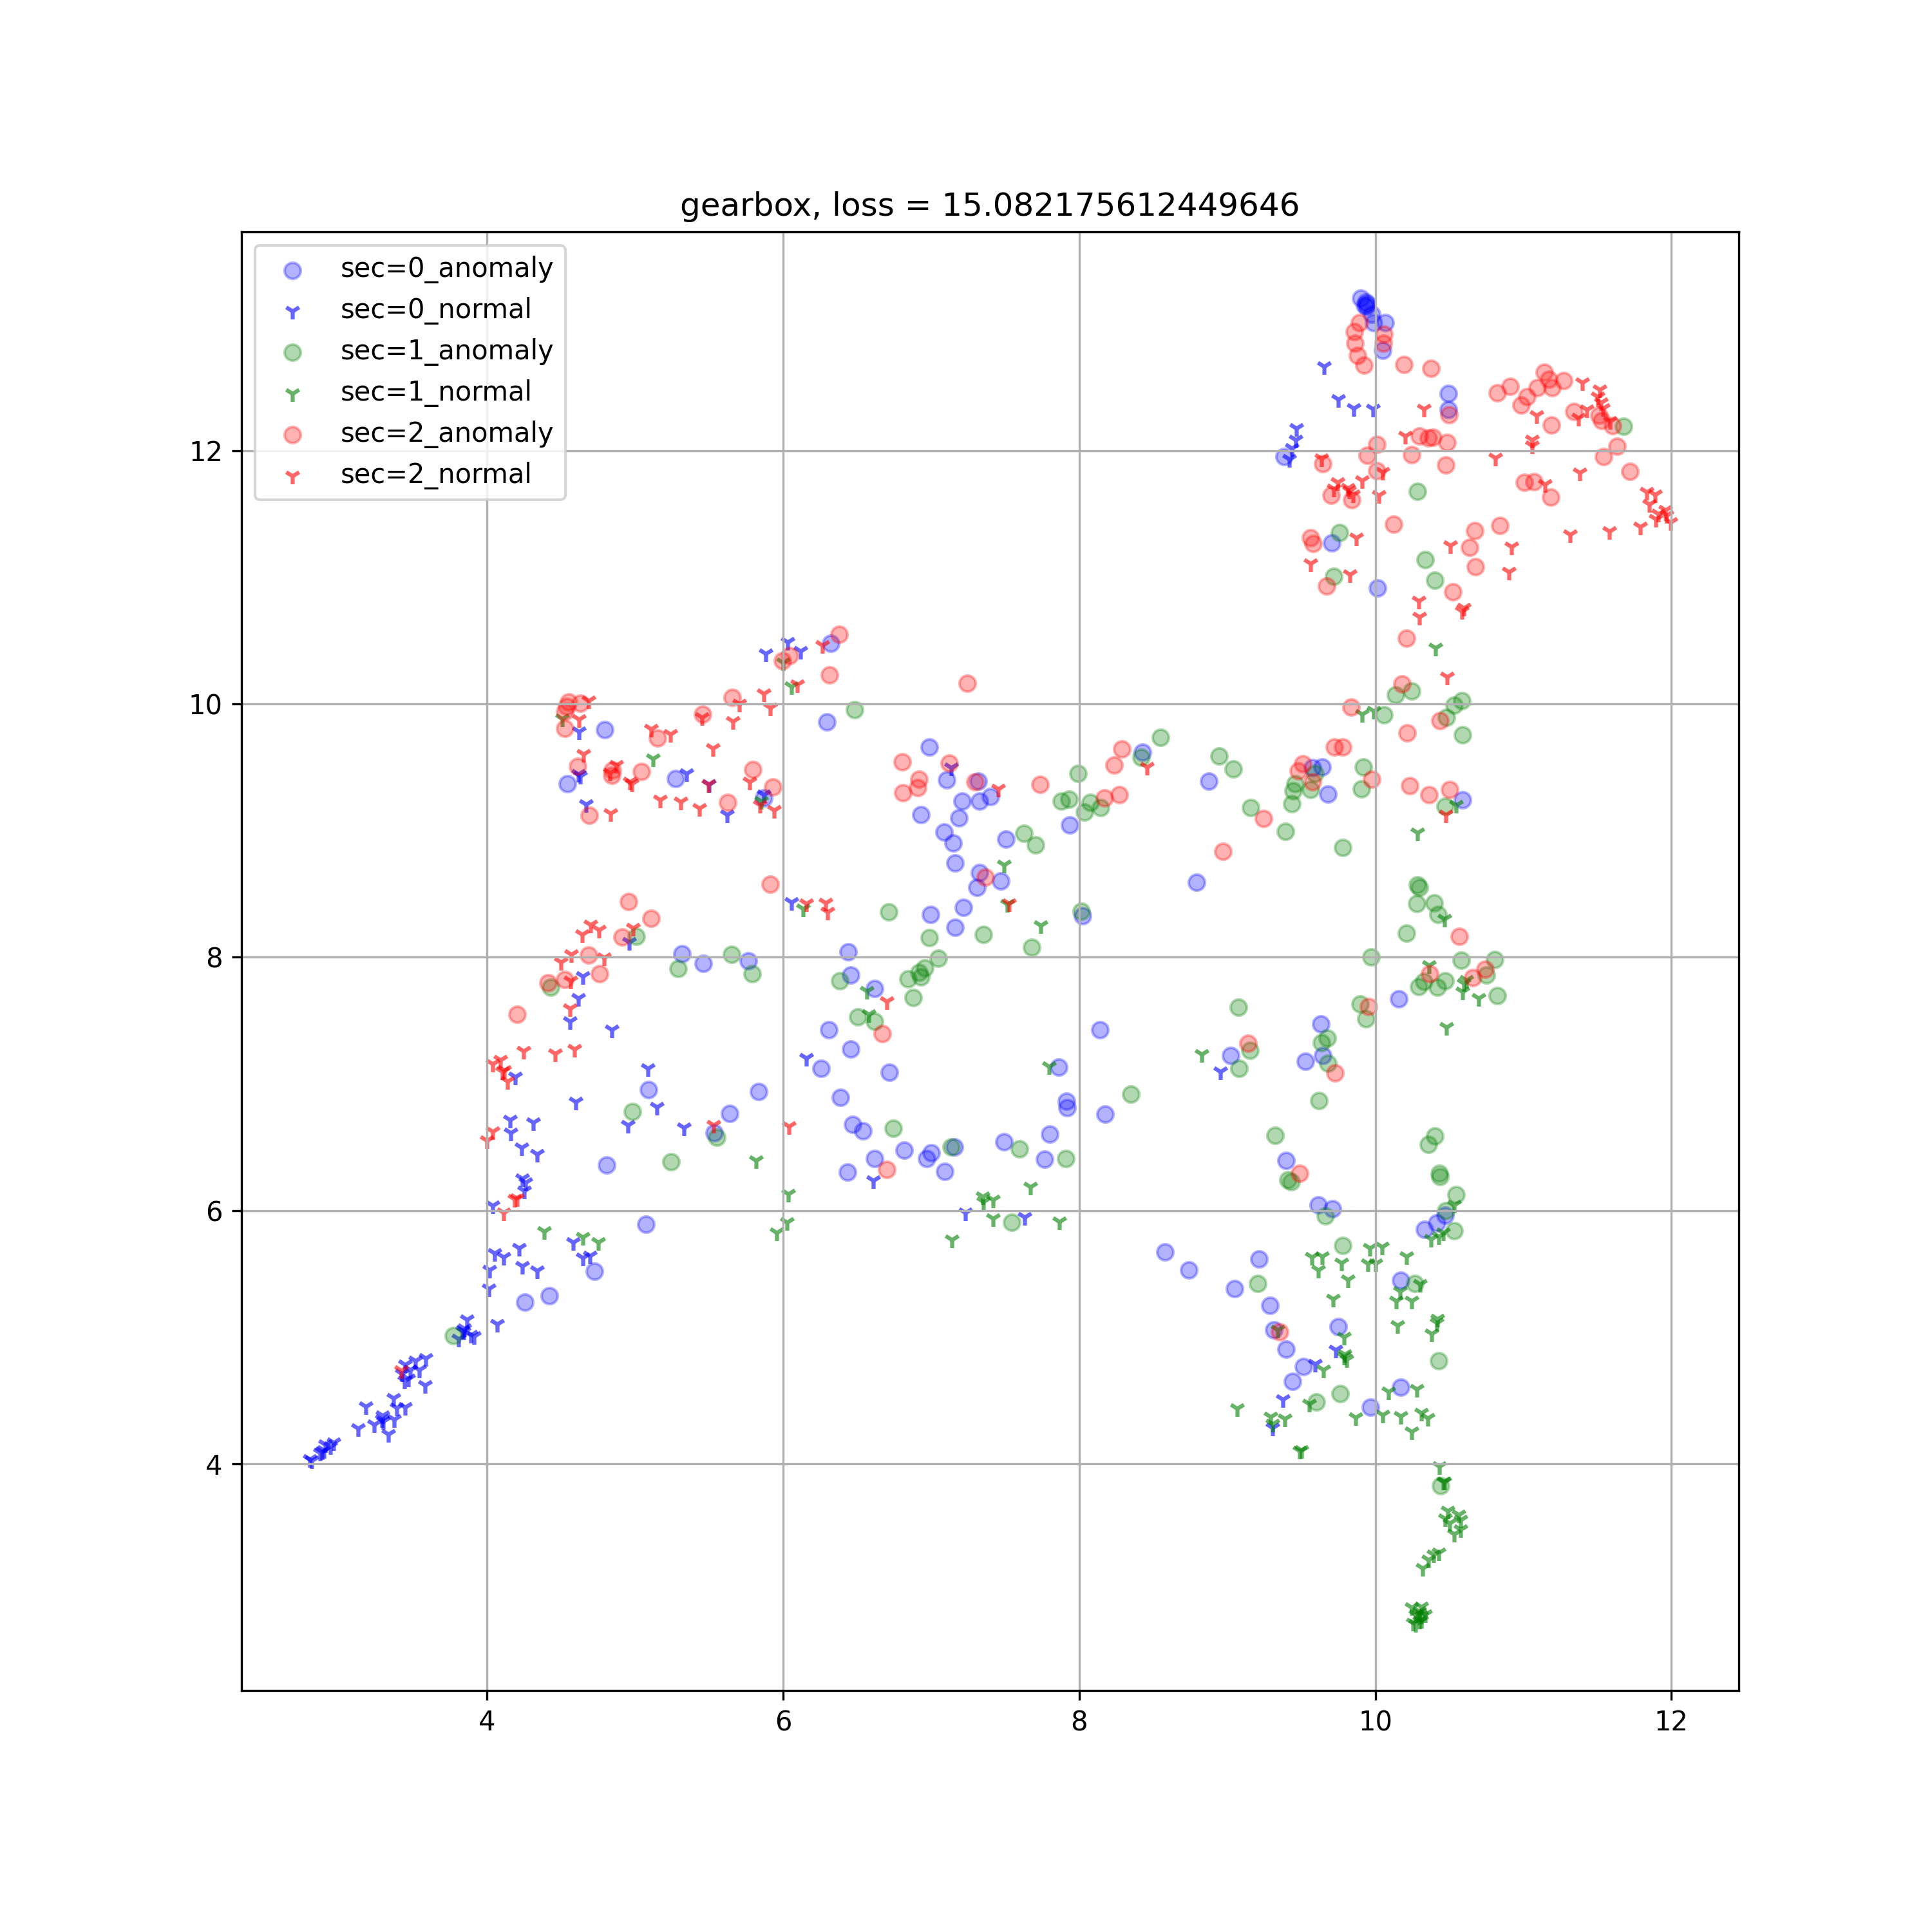 gearbox, loss = 15.082175612449646
sec=0_anomaly
sec=0_normal
sec=1_anomaly
sec=1_normal
sec=2_anomaly
sec=2_normal
12
10
8
6
4
4 6 8 10 12